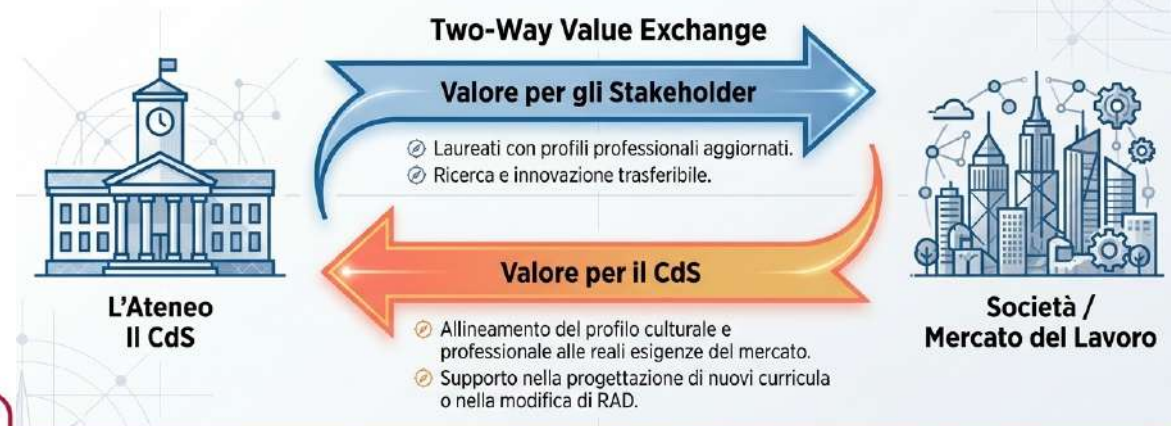 Two-Way Value Exchange
Valore per gli Stakeholder
Laureati con profili professionali aggiornati.
Ricerca e innovazione trasferibile.
Valore per il CdS
Allineamento del profilo culturale e
professionale alle reali esigenze del mercato.
Supporto nella progettazione di nuovi curricula
o nella modifica di RAD.
L'Ateneo
Il CdS
Società /
Mercato del Lavoro